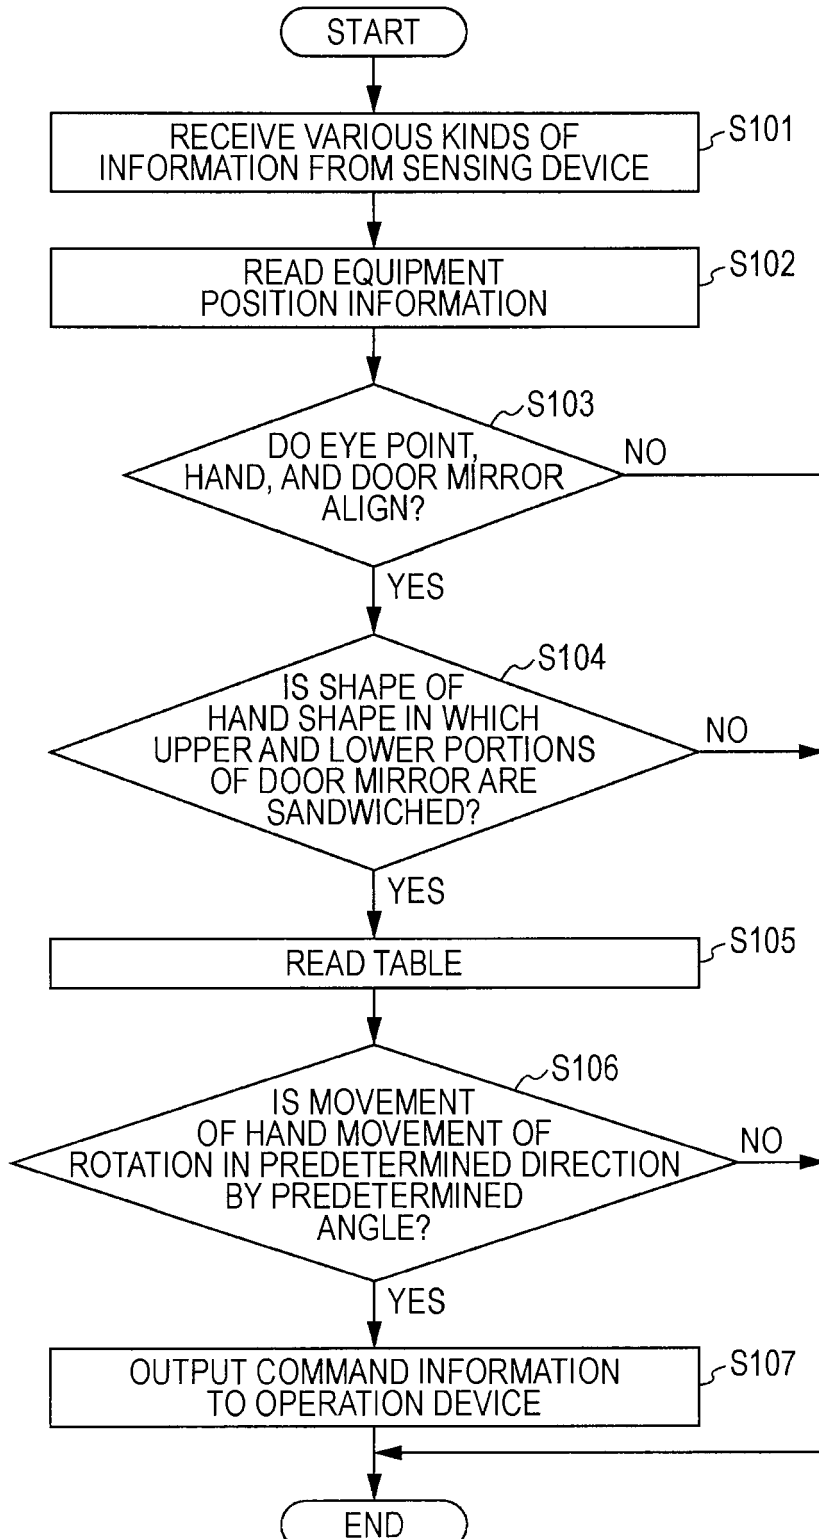 START
RECEIVE VARIOUS KINDS OF
INFORMATION FROM SENSING DEVICE
S101
READ EQUIPMENT
POSITION INFORMATION
S102
S103
DO EYE POINT,
HAND, AND DOOR MIRROR
ALIGN?
NO
YES
S104
IS SHAPE OF
HAND SHAPE IN WHICH
UPPER AND LOWER PORTIONS
OF DOOR MIRROR ARE
SANDWICHED?
NO
YES
READ TABLE
S105
S106
IS MOVEMENT
OF HAND MOVEMENT OF
ROTATION IN PREDETERMINED DIRECTION
BY PREDETERMINED
ANGLE?
NO
YES
OUTPUT COMMAND INFORMATION
TO OPERATION DEVICE
S107
END